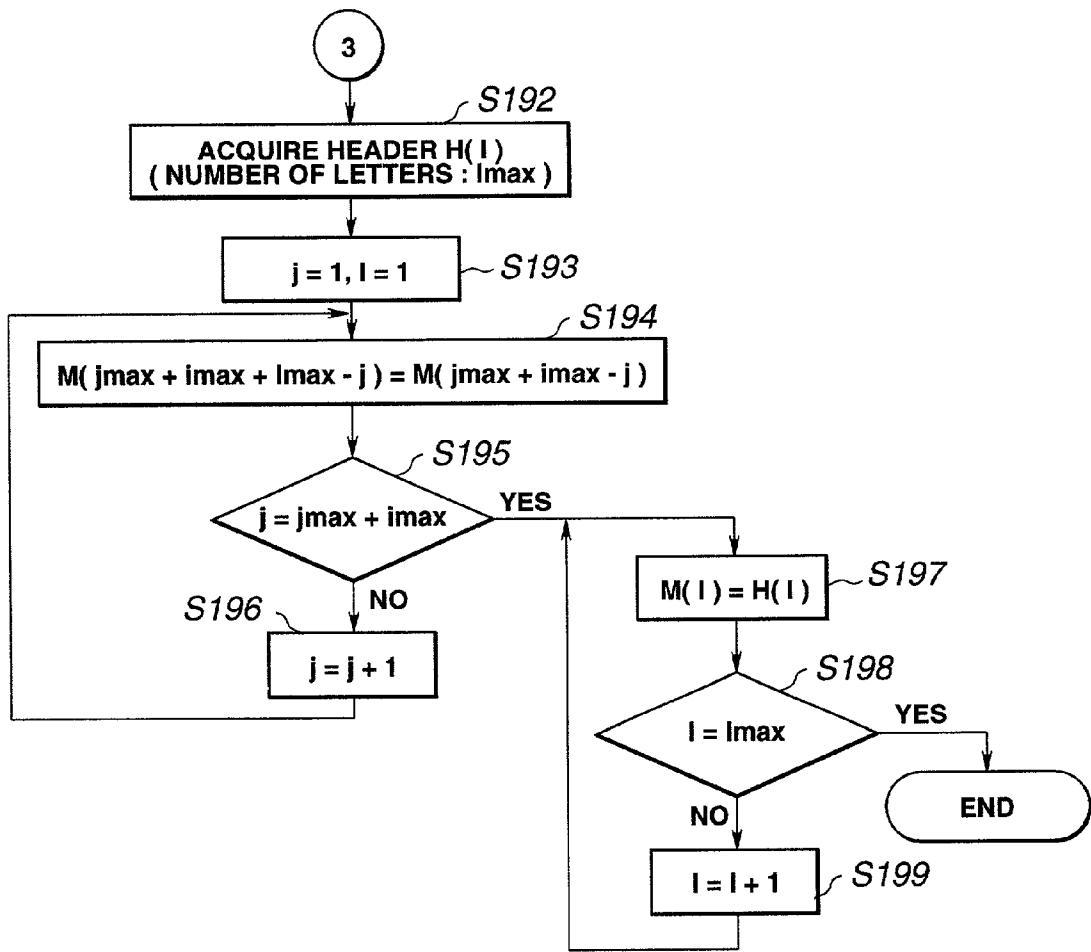 3
S192
ACQUIRE HEADER H( l )
( NUMBER OF LETTERS : lmax )
j = 1, l = 1
S193
S194
M( jmax + imax + lmax - j ) = M( jmax + imax - j )
S195
j = jmax + imax
YES
NO
S196
j = j + 1
M( l ) = H( l )
S197
S198
l = lmax
YES
NO
END
l = l + 1
S199